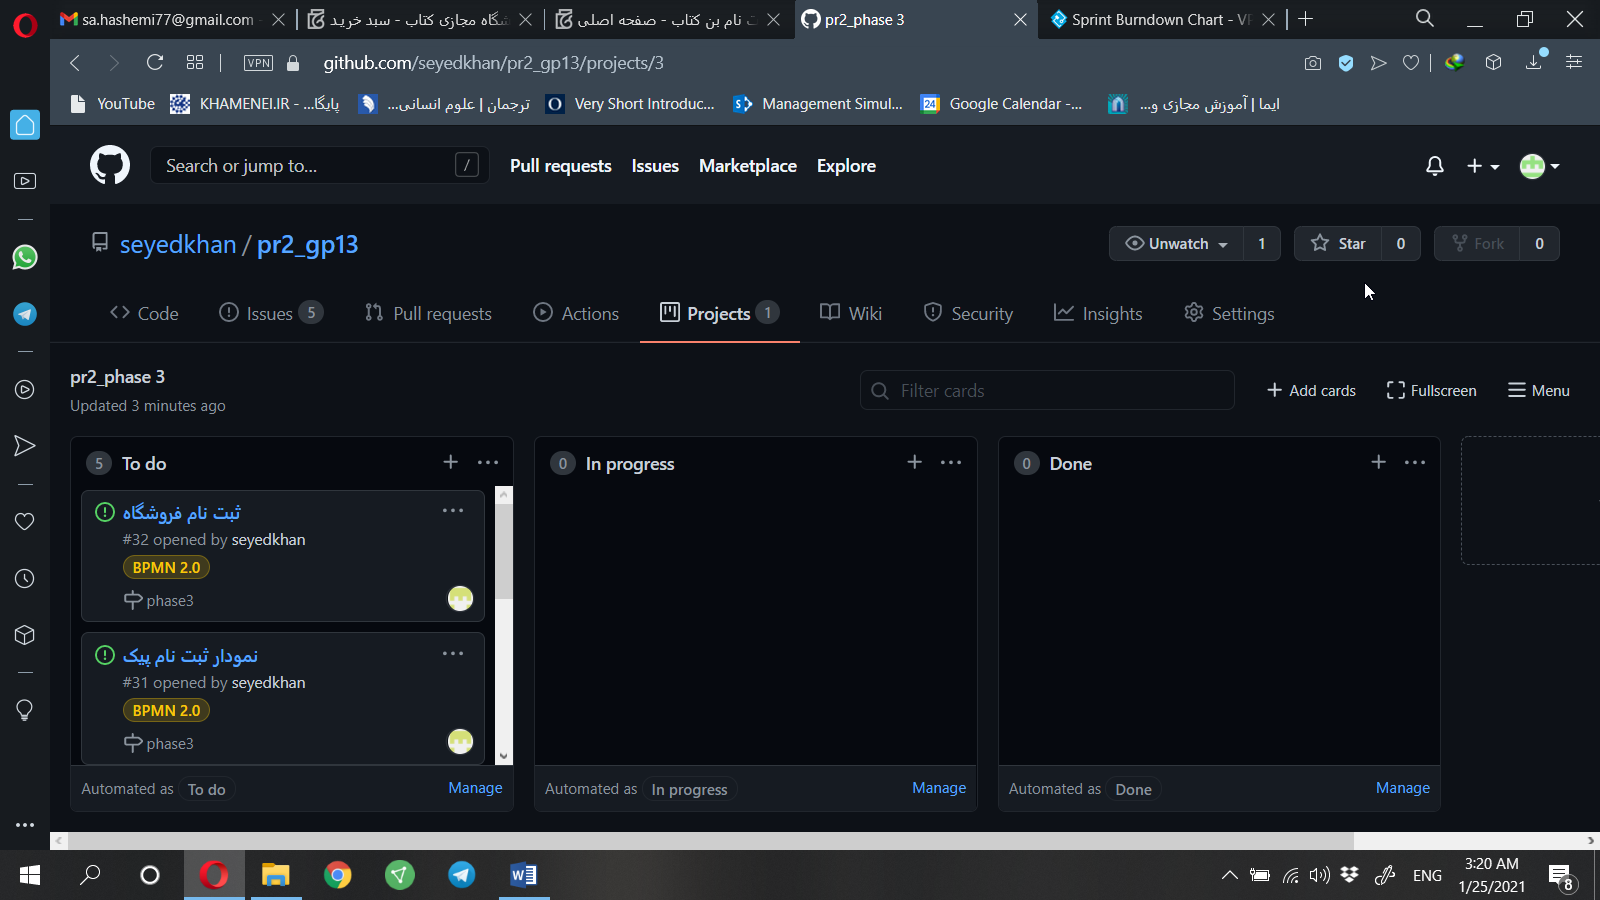 sa.hashemi77@gmail.com
شگاه مجازی کتاب - سبد خرید
ت نام بن کتاب - صفحه اصلی
pr2_phase 3
Sprint Burndown Chart -
VPN
github.com/seyedkhan/pr2_gp13/projects/3
YouTube
KHAMENEI.IR - پایگا...
ترجمان | علوم انسانی...
Very Short Introduc...
Management Simul...
Google Calendar -...
ایما | آموزش مجازی و...
Search or jump to...
/
Pull requests
Issues
Marketplace
Explore
seyedkhan / pr2_gp13
Unwatch 1
Star 0
Fork 0
Code
Issues 5
Pull requests
Actions
Projects 1
Wiki
Security
Insights
Settings
pr2_phase 3
Updated 3 minutes ago
Filter cards
Add cards
Fullscreen
Menu
5 To do
ثبت نام فروشگاه
#32 opened by seyedkhan
BPMN 2.0
phase3
نمودار ثبت نام پیک
#31 opened by seyedkhan
BPMN 2.0
phase3
Automated as To do
Manage
0 In progress
Automated as In progress
Manage
0 Done
Automated as Done
Manage
ENG
3:20 AM
1/25/2021
8